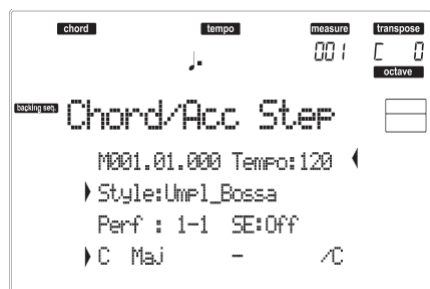 chord tempo measure transpose
001 C 0
octave
backing seq. Chord/Acc Step
M001.01.000 Tempo:120
Style:Umpl_Bossa
Perf : 1-1 SE:Off
C Maj - /C